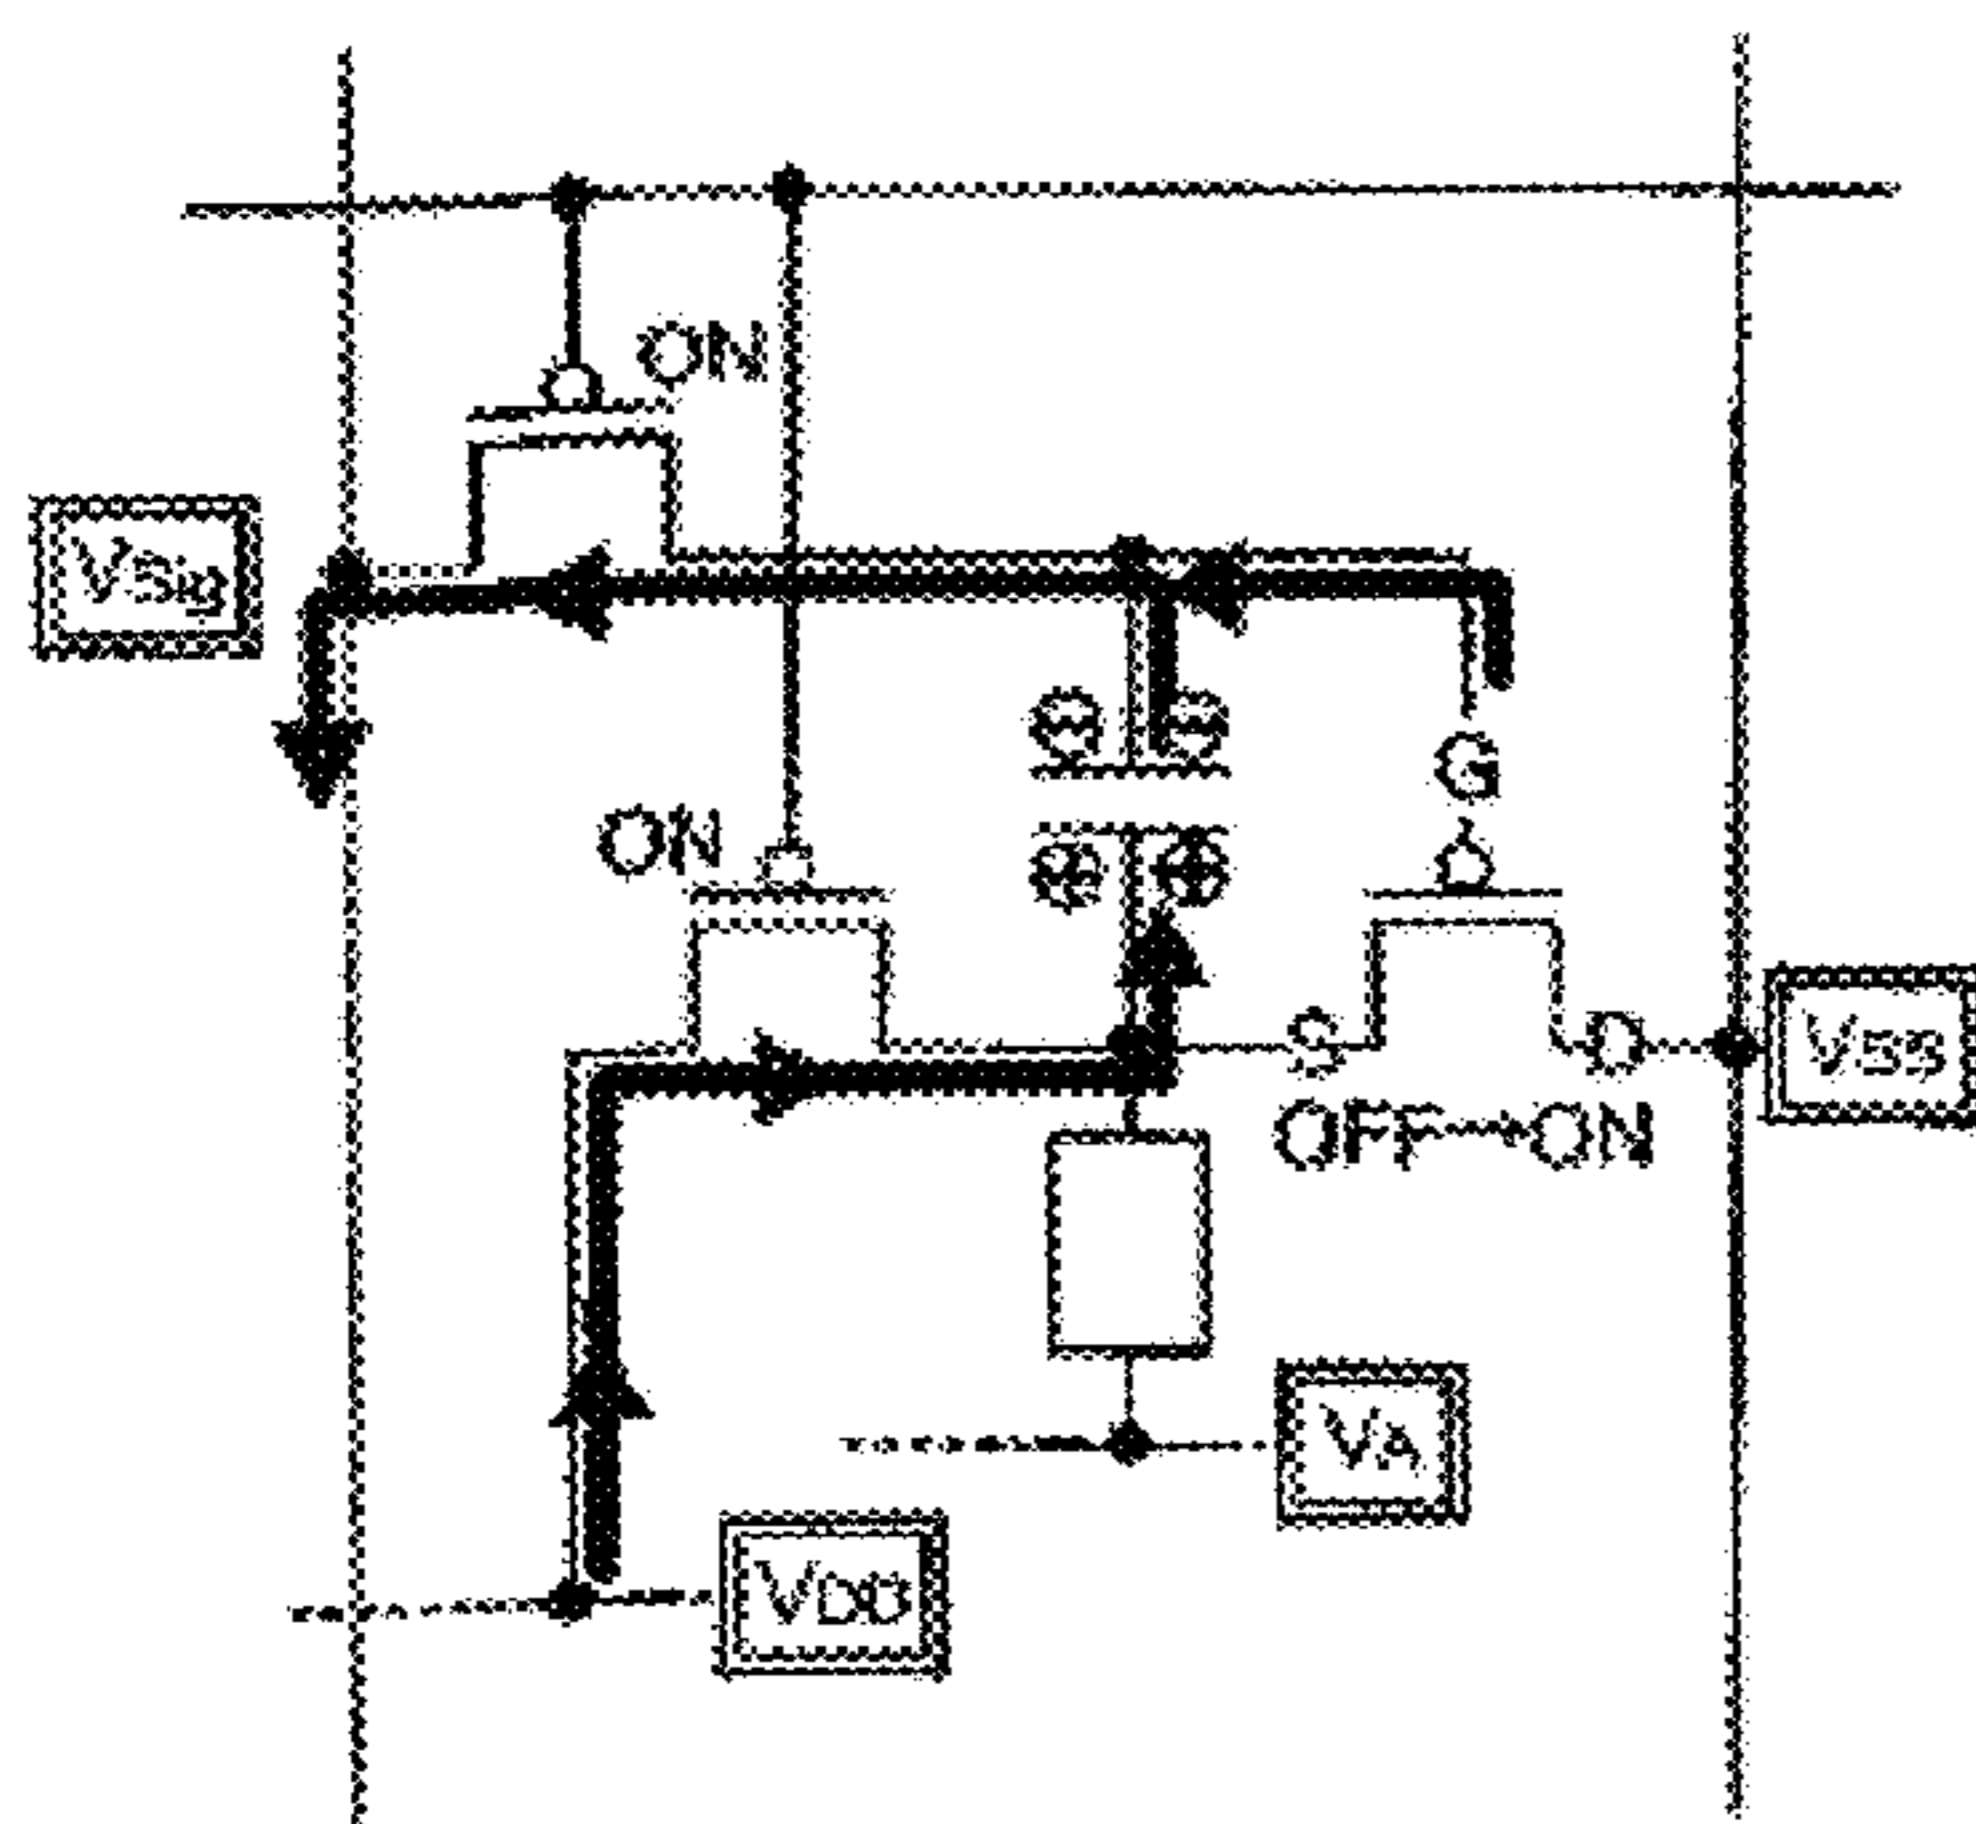 ON
VSig
⊖ ⊖
G
ON
⊕ ⊕
S
D
VSS
OFF→ON
VA
VDD